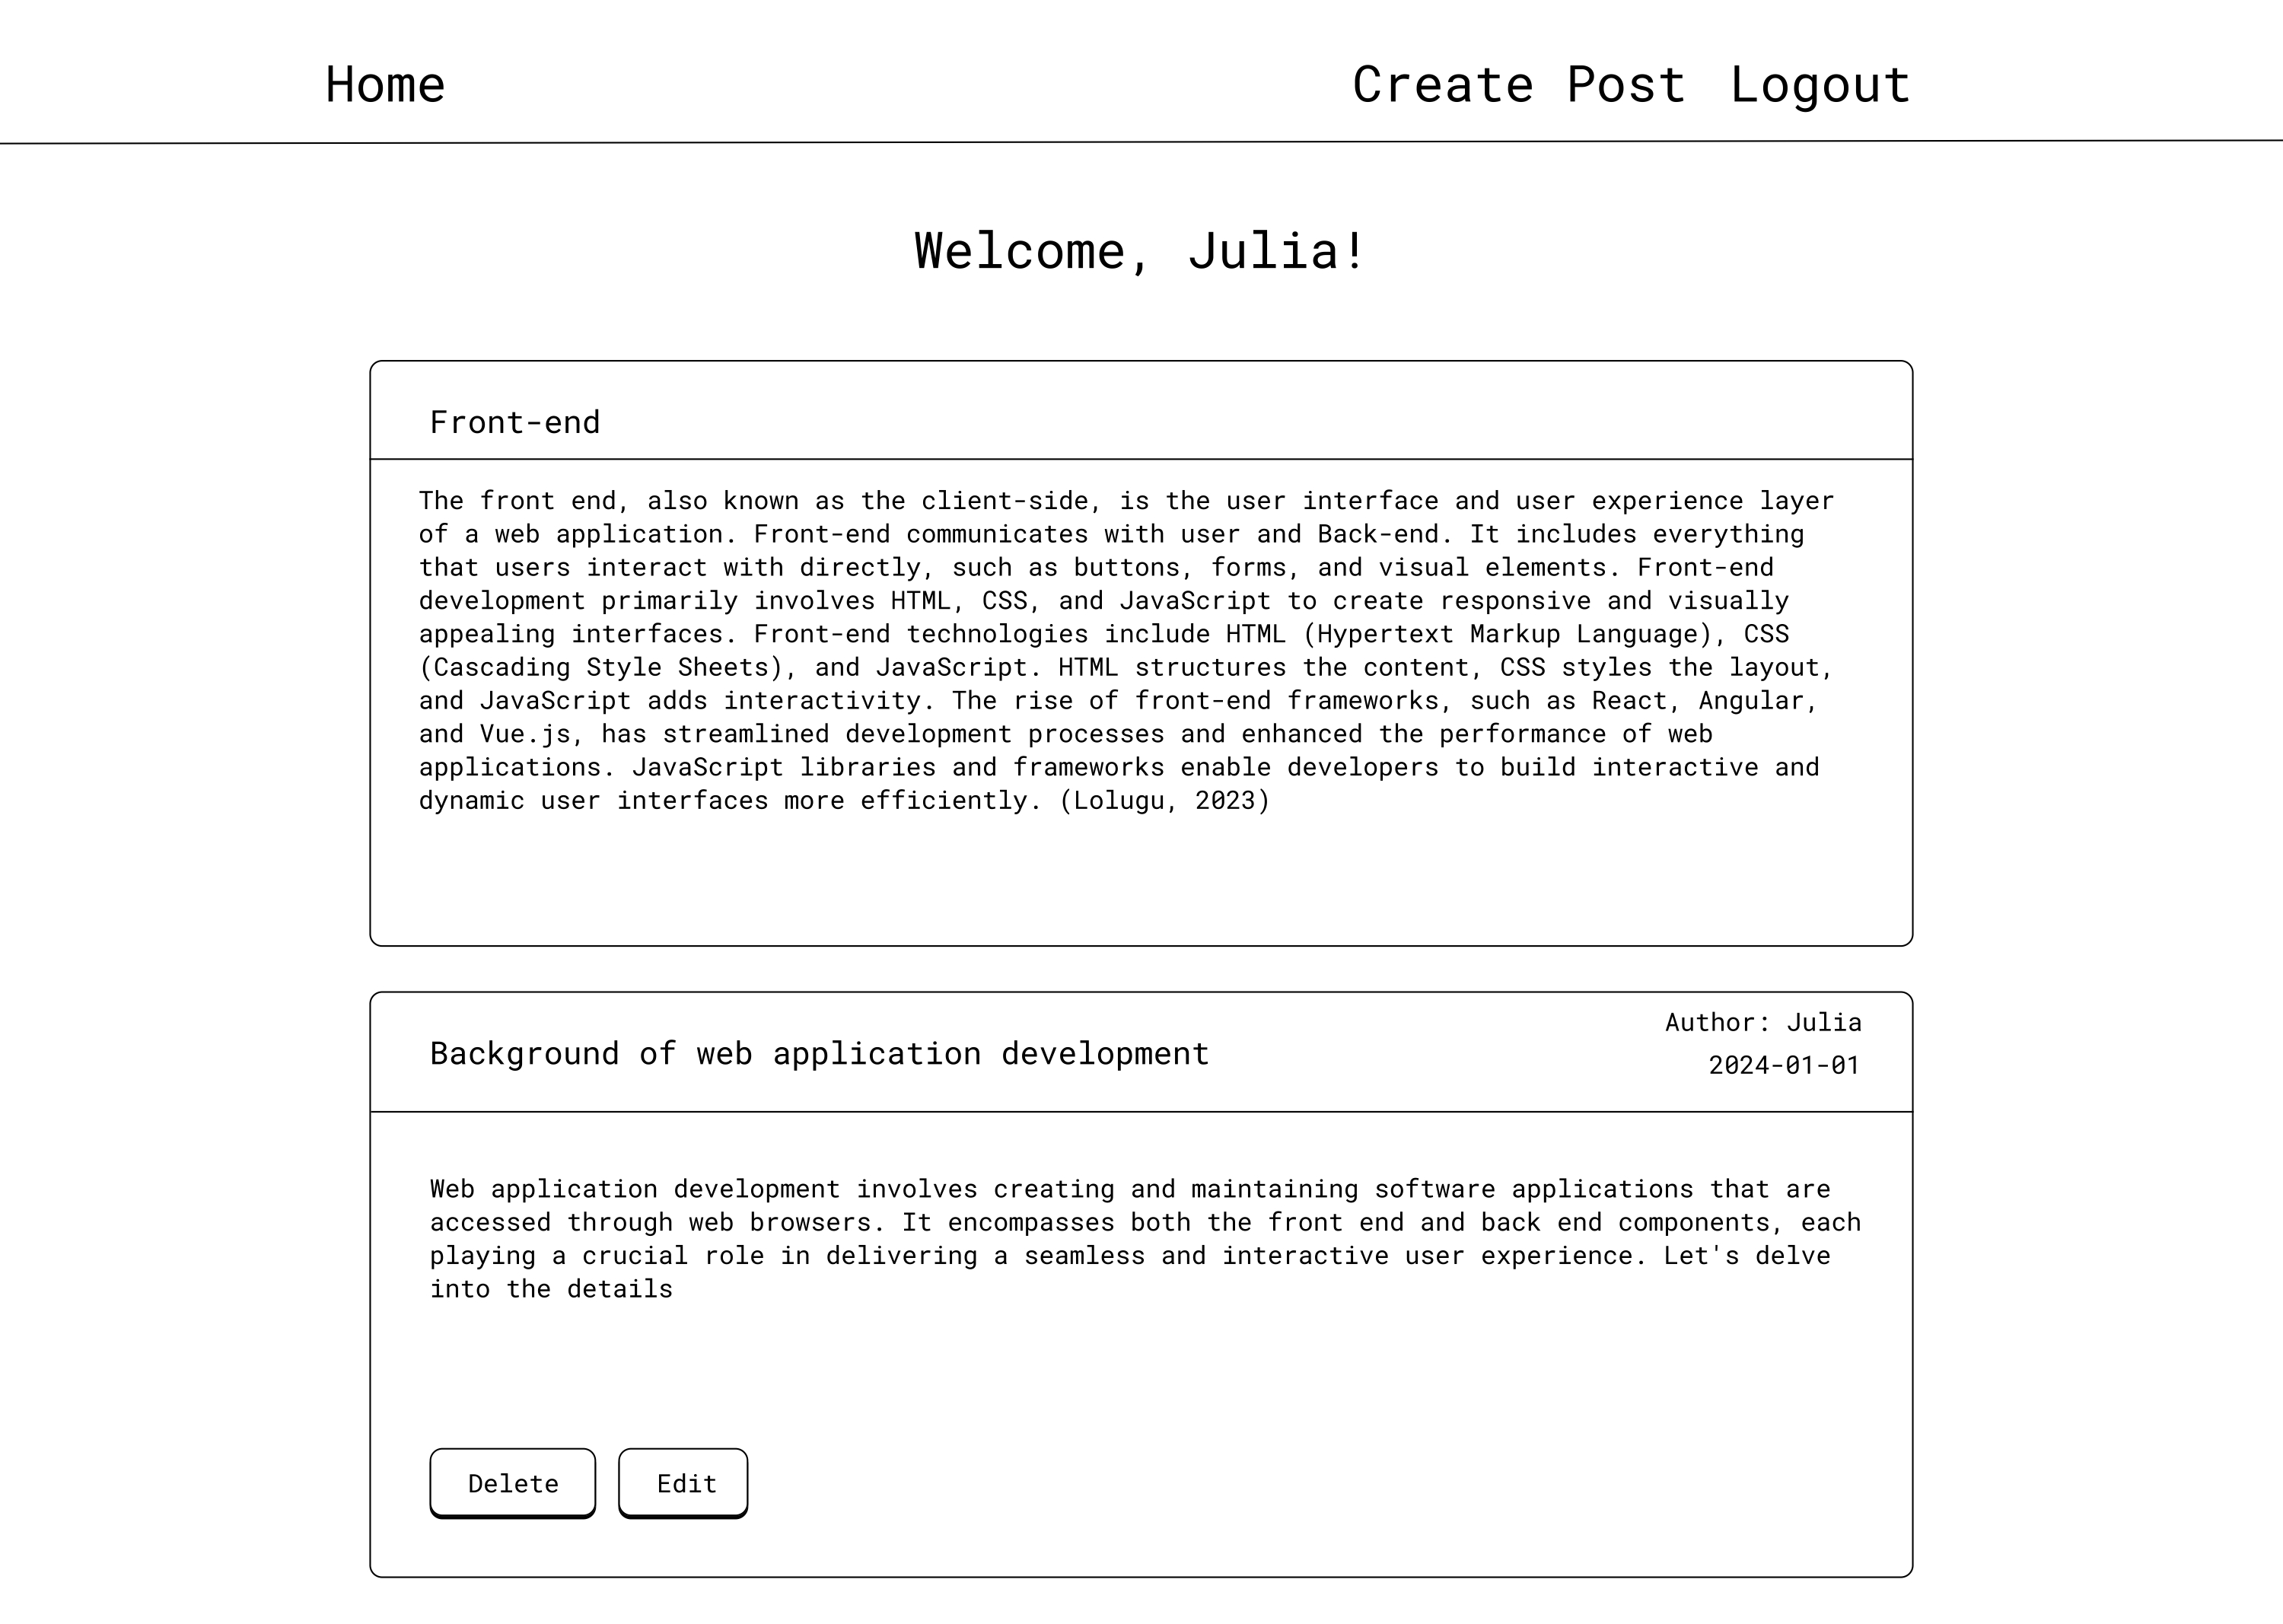 Home Create Post Logout
Welcome, Julia!
Front-end
The front end, also known as the client-side, is the user interface and user experience layer
of a web application. Front-end communicates with user and Back-end. It includes everything
that users interact with directly, such as buttons, forms, and visual elements. Front-end
development primarily involves HTML, CSS, and JavaScript to create responsive and visually
appealing interfaces. Front-end technologies include HTML (Hypertext Markup Language), CSS
(Cascading Style Sheets), and JavaScript. HTML structures the content, CSS styles the layout,
and JavaScript adds interactivity. The rise of front-end frameworks, such as React, Angular,
and Vue.js, has streamlined development processes and enhanced the performance of web
applications. JavaScript libraries and frameworks enable developers to build interactive and
dynamic user interfaces more efficiently. (Lolugu, 2023)
Background of web application development
Author: Julia
2024-01-01
Web application development involves creating and maintaining software applications that are
accessed through web browsers. It encompasses both the front end and back end components, each
playing a crucial role in delivering a seamless and interactive user experience. Let's delve
into the details
Delete Edit